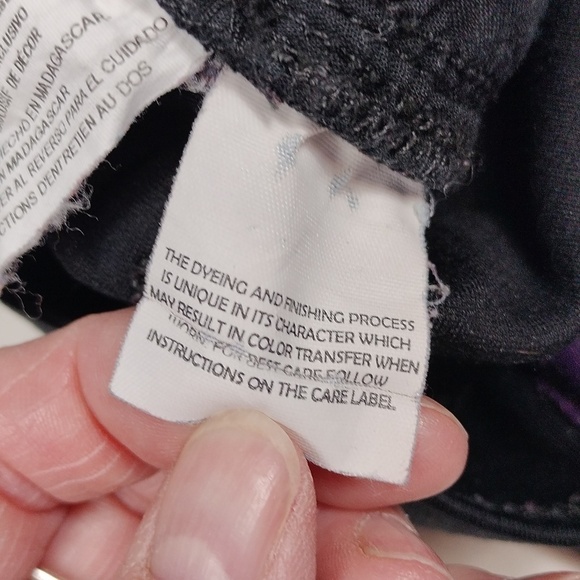 EXCLUSIVO
DE DÉCOR
HECHO EN MADAGASCAR
EN MADAGASCAR
AL REVERSO PARA EL CUIDADO
D'ENTRETIEN AU DOS
THE DYEING AND FINISHING PROCESS
IS UNIQUE IN ITS CHARACTER WHICH
MAY RESULT IN COLOR TRANSFER WHEN
WORN. FOR BEST CARE FOLLOW
INSTRUCTIONS ON THE CARE LABEL